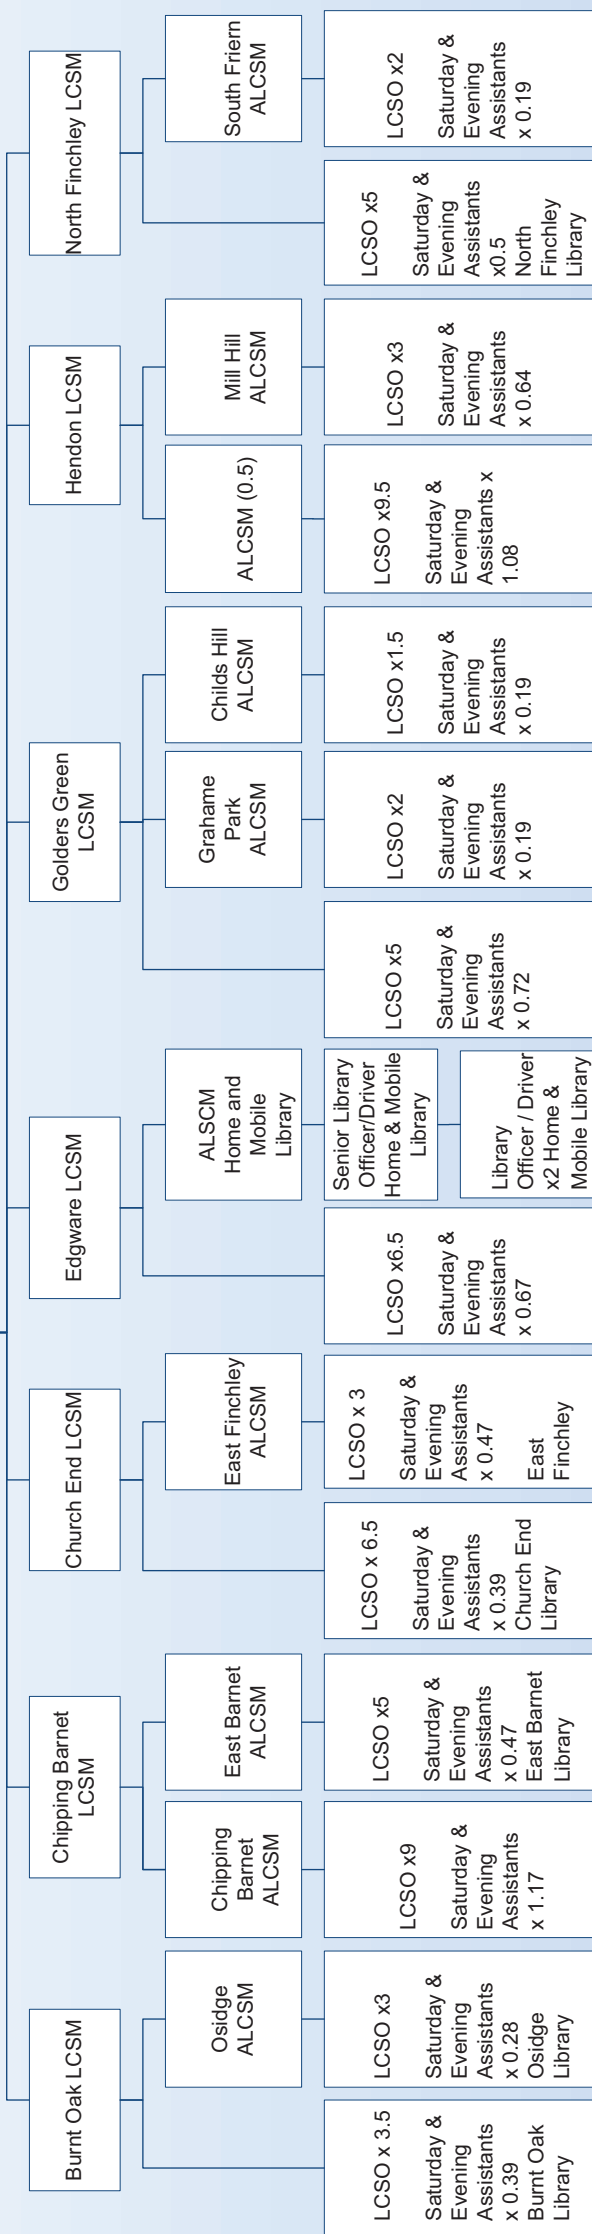 Burnt Oak LCSM
Chipping Barnet
LCSM
Church End LCSM
Edgware LCSM
Golders Green
LCSM
Hendon LCSM
North Finchley LCSM
Osidge
ALCSM
Chipping
Barnet
ALCSM
East Barnet
ALCSM
East Finchley
ALCSM
ALSCM
Home and
Mobile
Library
Grahame
Park
ALCSM
Childs Hill
ALCSM
ALCSM (0.5)
Mill Hill
ALCSM
South Friern
ALCSM
LCSO x 3.5
Saturday &
Evening
Assistants
x 0.39
Burnt Oak
Library
LCSO x3
Saturday &
Evening
Assistants
x 0.28
Osidge
Library
LCSO x9
Saturday &
Evening
Assistants
x 1.17
LCSO x5
Saturday &
Evening
Assistants
x 0.47
East Barnet
Library
LCSO x 6.5
Saturday &
Evening
Assistants
x 0.39
Church End
Library
LCSO x 3
Saturday &
Evening
Assistants
x 0.47
East
Finchley
LCSO x6.5
Saturday &
Evening
Assistants
x 0.67
Senior Library
Officer/Driver
Home & Mobile
Library
Library
Officer / Driver
x2 Home &
Mobile Library
LCSO x5
Saturday &
Evening
Assistants
x 0.72
LCSO x2
Saturday &
Evening
Assistants
x 0.19
LCSO x1.5
Saturday &
Evening
Assistants
x 0.19
LCSO x9.5
Saturday &
Evening
Assistants x
1.08
LCSO x3
Saturday &
Evening
Assistants
x 0.64
LCSO x5
Saturday &
Evening
Assistants
x0.5
North
Finchley
Library
LCSO x2
Saturday &
Evening
Assistants
x 0.19